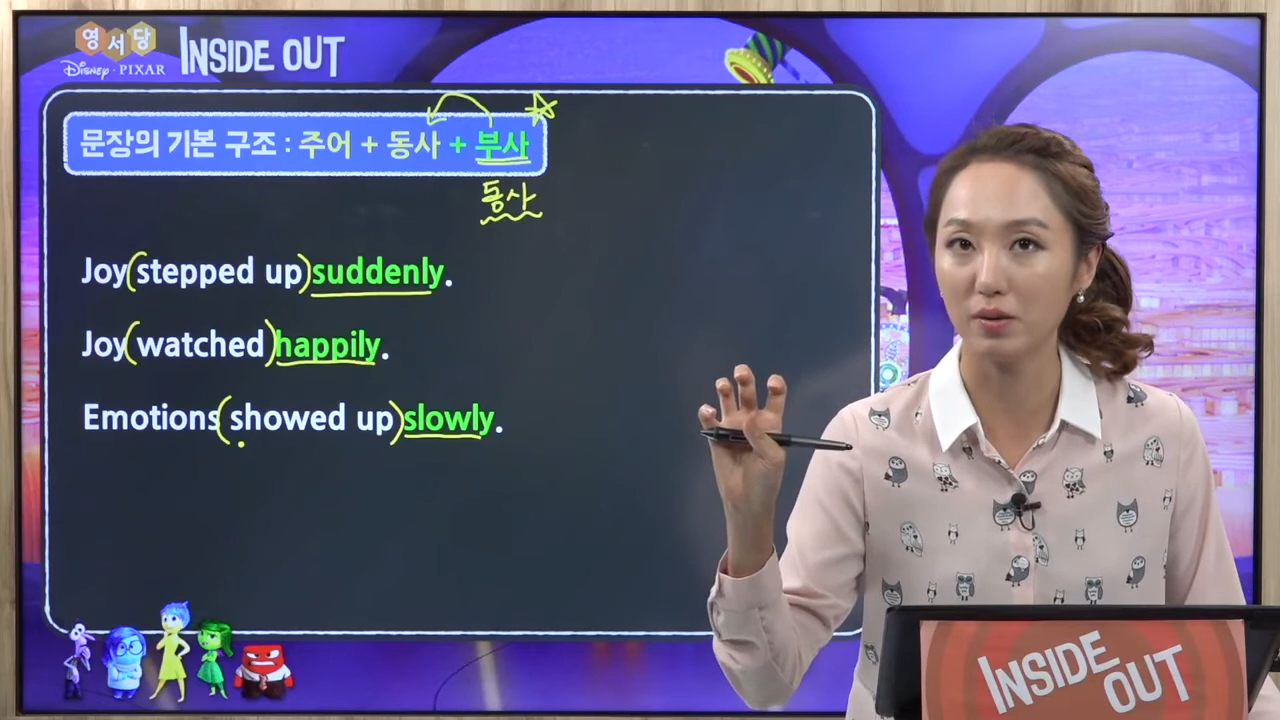 영서당
DISNEY · PIXAR
INSIDE OUT
문장의 기본 구조 : 주어 + 동사 + 부사
동사
Joy (stepped up) suddenly.
Joy (watched) happily.
Emotions (showed up) slowly.
INSIDE OUT